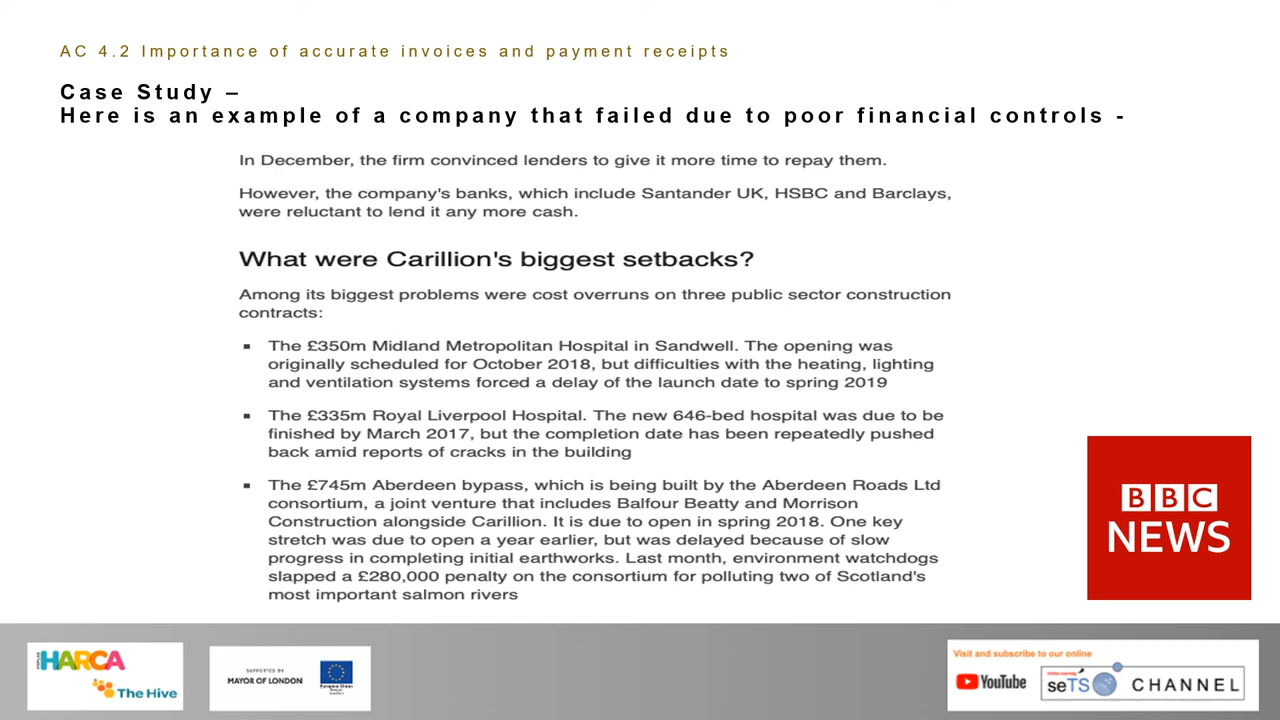 AC 4.2 Importance of accurate invoices and payment receipts
Case Study –
Here is an example of a company that failed due to poor financial controls -
In December, the firm convinced lenders to give it more time to repay them.
However, the company's banks, which include Santander UK, HSBC and Barclays,
were reluctant to lend it any more cash.
What were Carillion's biggest setbacks?
Among its biggest problems were cost overruns on three public sector construction
contracts:
▪ The £350m Midland Metropolitan Hospital in Sandwell. The opening was
originally scheduled for October 2018, but difficulties with the heating, lighting
and ventilation systems forced a delay of the launch date to spring 2019
▪ The £335m Royal Liverpool Hospital. The new 646-bed hospital was due to be
finished by March 2017, but the completion date has been repeatedly pushed
back amid reports of cracks in the building
▪ The £745m Aberdeen bypass, which is being built by the Aberdeen Roads Ltd
consortium, a joint venture that includes Balfour Beatty and Morrison
Construction alongside Carillion. It is due to open in spring 2018. One key
stretch was due to open a year earlier, but was delayed because of slow
progress in completing initial earthworks. Last month, environment watchdogs
slapped a £280,000 penalty on the consortium for polluting two of Scotland's
most important salmon rivers
BBC
NEWS
HARCA
The Hive
SUPPORTED BY
MAYOR OF LONDON
European Union
Visit and subscribe to our online
YouTube
seTS CHANNEL